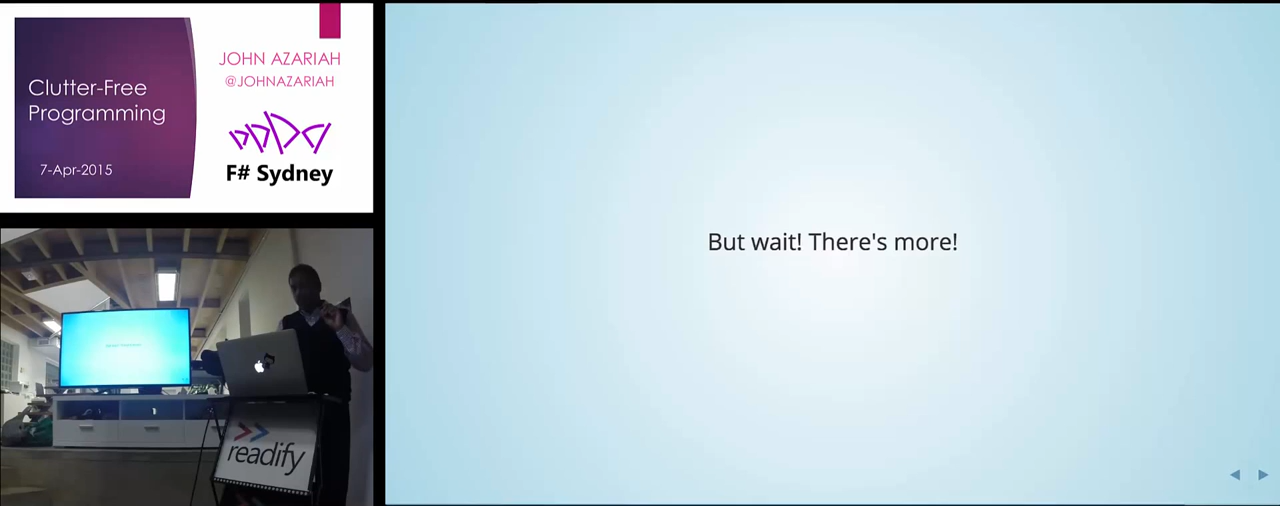 Clutter-Free
Programming
7-Apr-2015
JOHN AZARIAH
@JOHNAZARIAH
F# Sydney
readify
But wait! There's more!